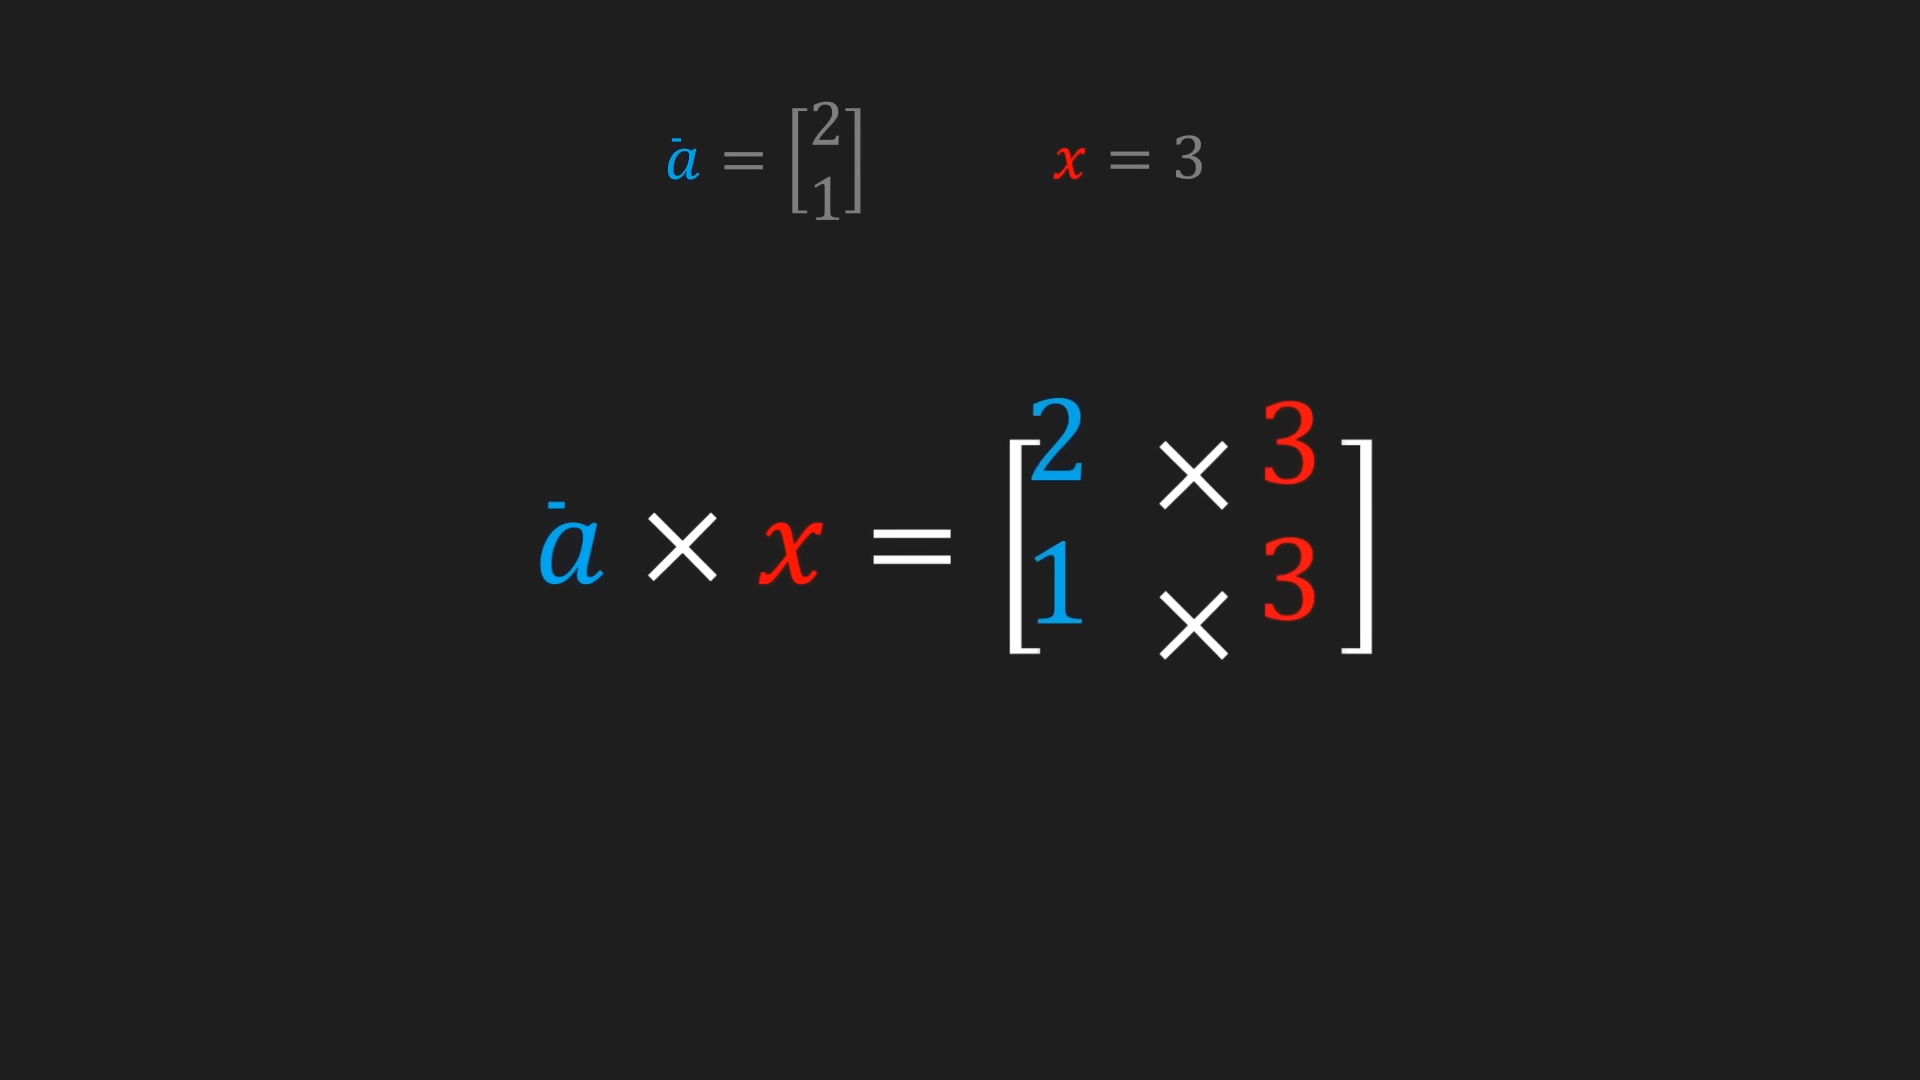 ā = [2 1] x = 3
ā × x = [2 × 3
1 × 3]